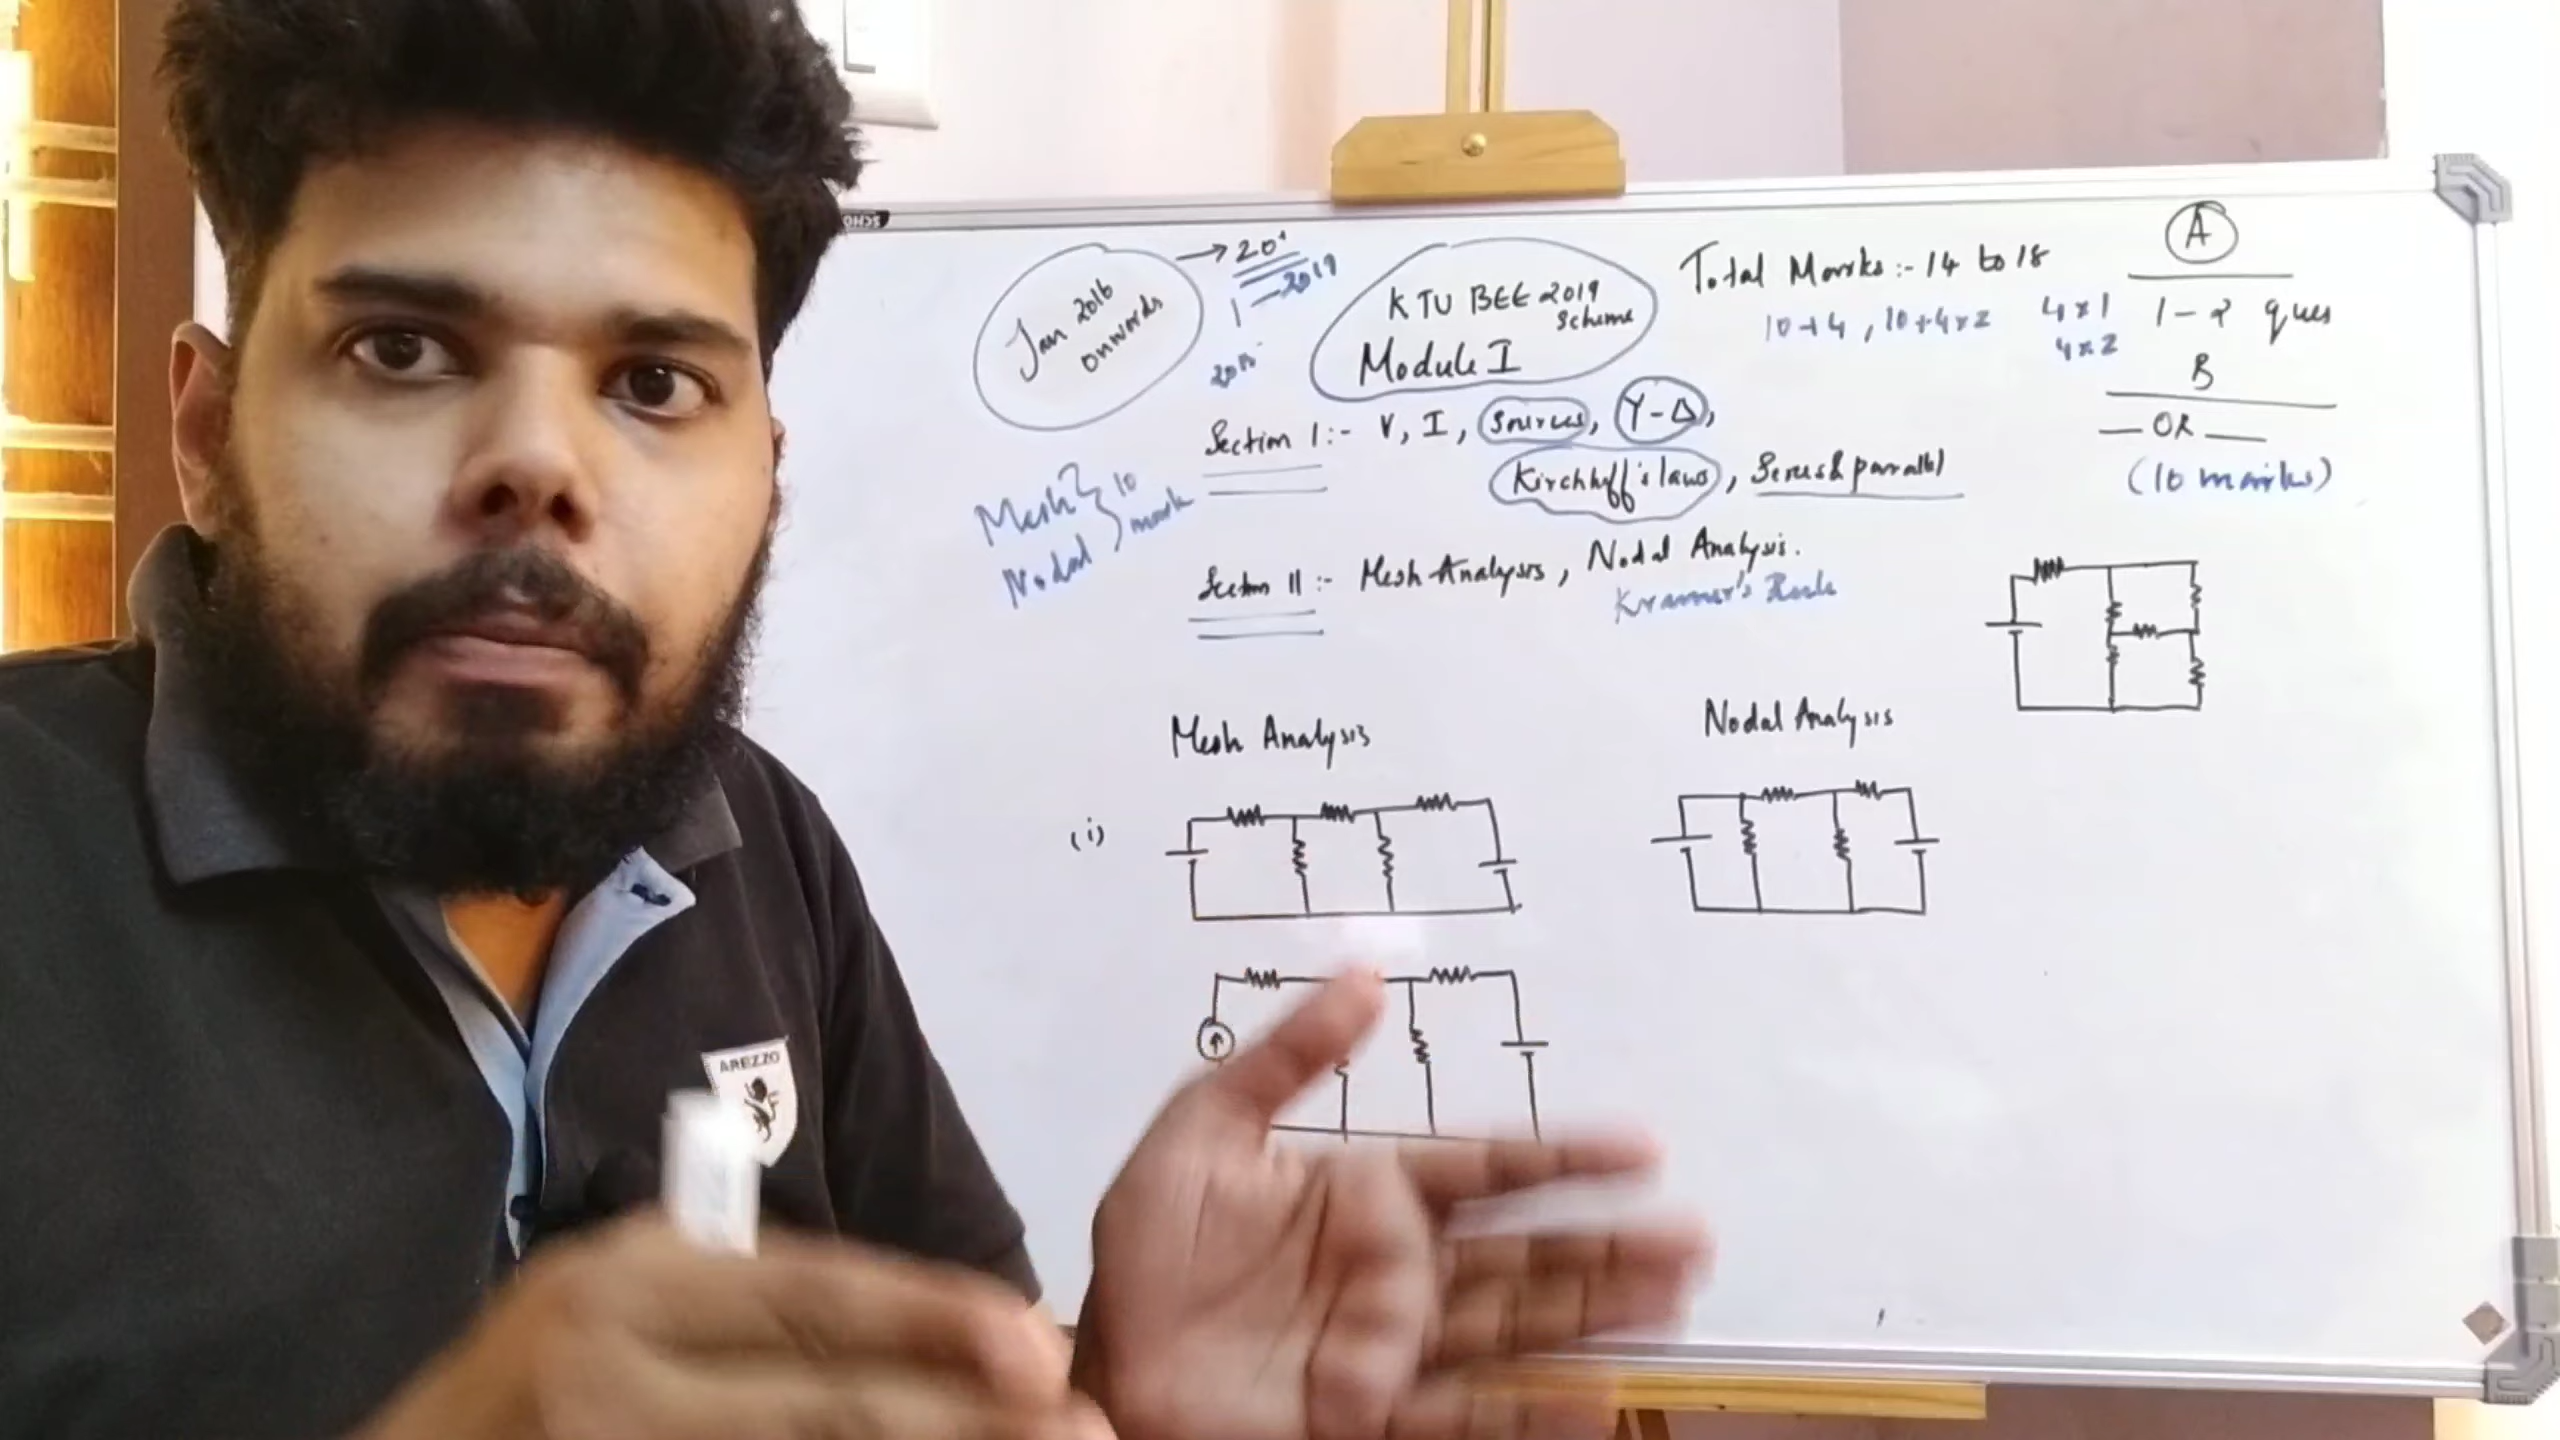 Jan 2016
onwards
20
1 — 2019
KTU BEE 2019
Scheme
Module I
Total Marks :- 14 to 18
10+4 , 10+4×2
4×1
4×2
A
1-2 ques
B
OR
(10 marks)
Section I :- V, I, Sources, Y-Δ,
Kirchhoff's laws, Series & parallel
Mesh
Nodal
10
mark
Section II :- Mesh Analysis, Nodal Analysis.
Kramer's Rule
Mesh Analysis
Nodal Analysis
(i)
AREZZO